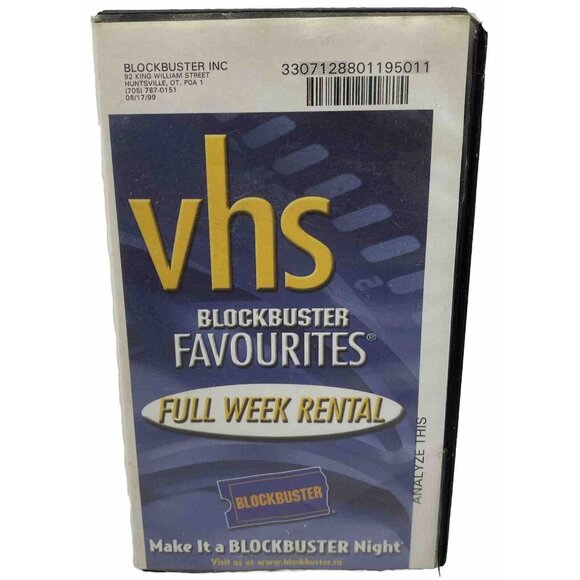 BLOCKBUSTER INC
92 KING WILLIAM STREET
HUNTSVILLE, OT. P0A 1
(705) 787-0151
08/17/99
3307128801195011
vhs
BLOCKBUSTER
FAVOURITES®
FULL WEEK RENTAL
BLOCKBUSTER
Make It a BLOCKBUSTER Night®
Visit us at www.blockbuster.ca
ANALYZE THIS